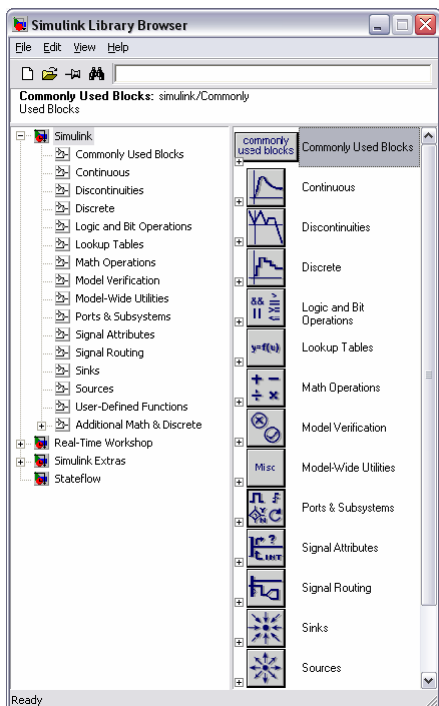 Simulink Library Browser
File Edit View Help
Commonly Used Blocks: simulink/Commonly
Used Blocks
Simulink
Commonly Used Blocks
Continuous
Discontinuities
Discrete
Logic and Bit Operations
Lookup Tables
Math Operations
Model Verification
Model-Wide Utilities
Ports & Subsystems
Signal Attributes
Signal Routing
Sinks
Sources
User-Defined Functions
Additional Math & Discrete
Real-Time Workshop
Simulink Extras
Stateflow
commonly
used blocks
Commonly Used Blocks
Continuous
Discontinuities
Discrete
Logic and Bit
Operations
y=f(u)
Lookup Tables
Math Operations
Model Verification
Misc
Model-Wide Utilities
Ports & Subsystems
Signal Attributes
Signal Routing
Sinks
Sources
Ready